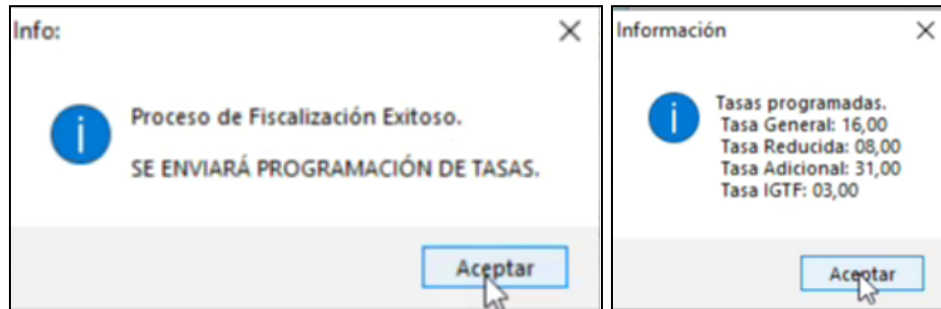 Info:
Proceso de Fiscalización Exitoso.
SE ENVIARÁ PROGRAMACIÓN DE TASAS.
Aceptar
Información
Tasas programadas.
Tasa General: 16,00
Tasa Reducida: 08,00
Tasa Adicional: 31,00
Tasa IGTF: 03,00
Aceptar